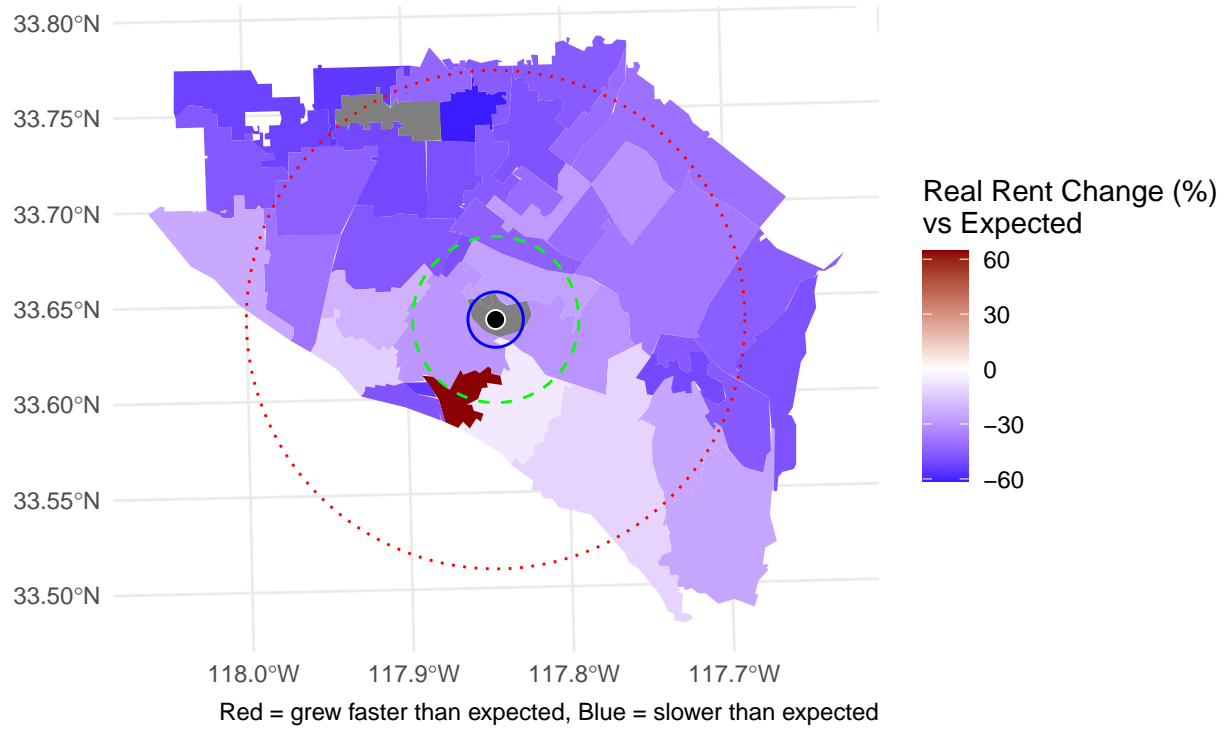 33.80°N
33.75°N
33.70°N
33.65°N
33.60°N
33.55°N
33.50°N
118.0°W 117.9°W 117.8°W 117.7°W
Red = grew faster than expected, Blue = slower than expected
Real Rent Change (%)
vs Expected
60
30
0
−30
−60